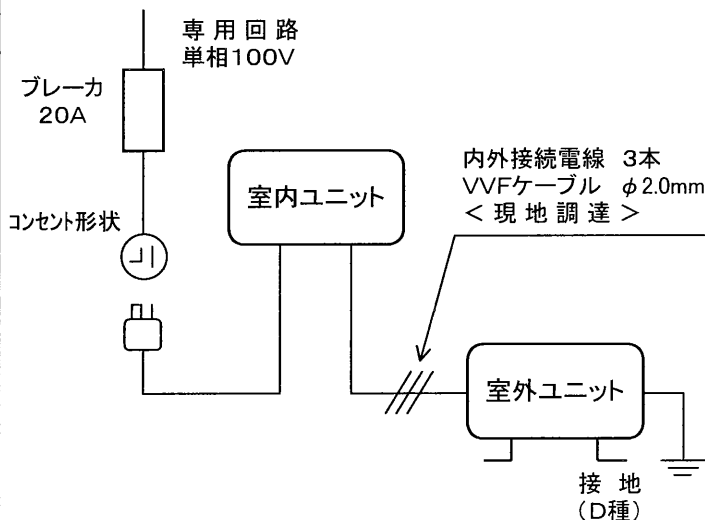 専用回路
単相100V
ブレーカ
20A
コンセント形状
室内ユニット
内外接続電線 3本
VVFケーブル φ2.0mm
<現地調達>
室外ユニット
接地
(D種)